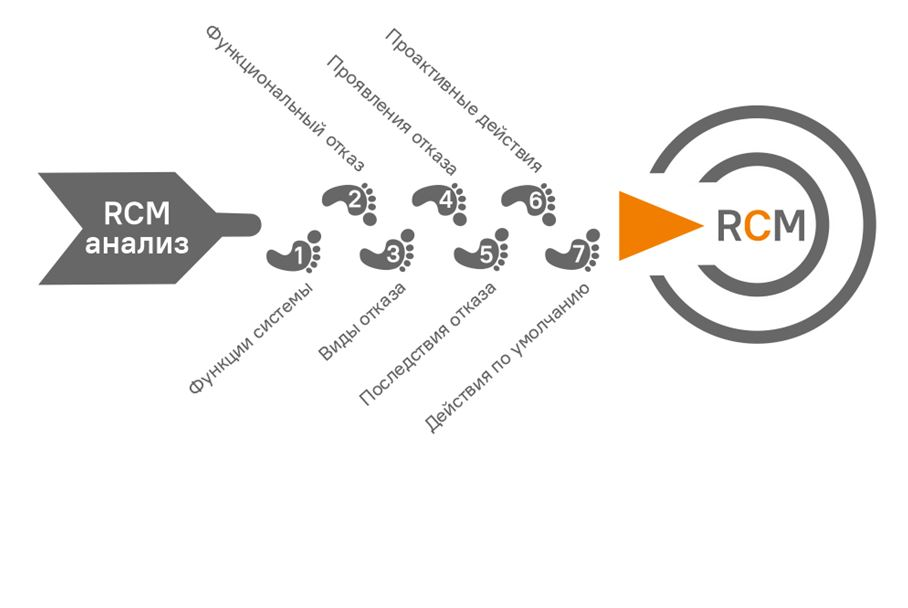 RCM
анализ
1
Функции системы
2
Функциональный отказ
3
Виды отказа
4
Проявления отказа
5
Последствия отказа
6
Проактивные действия
7
Действия по умолчанию
RCM